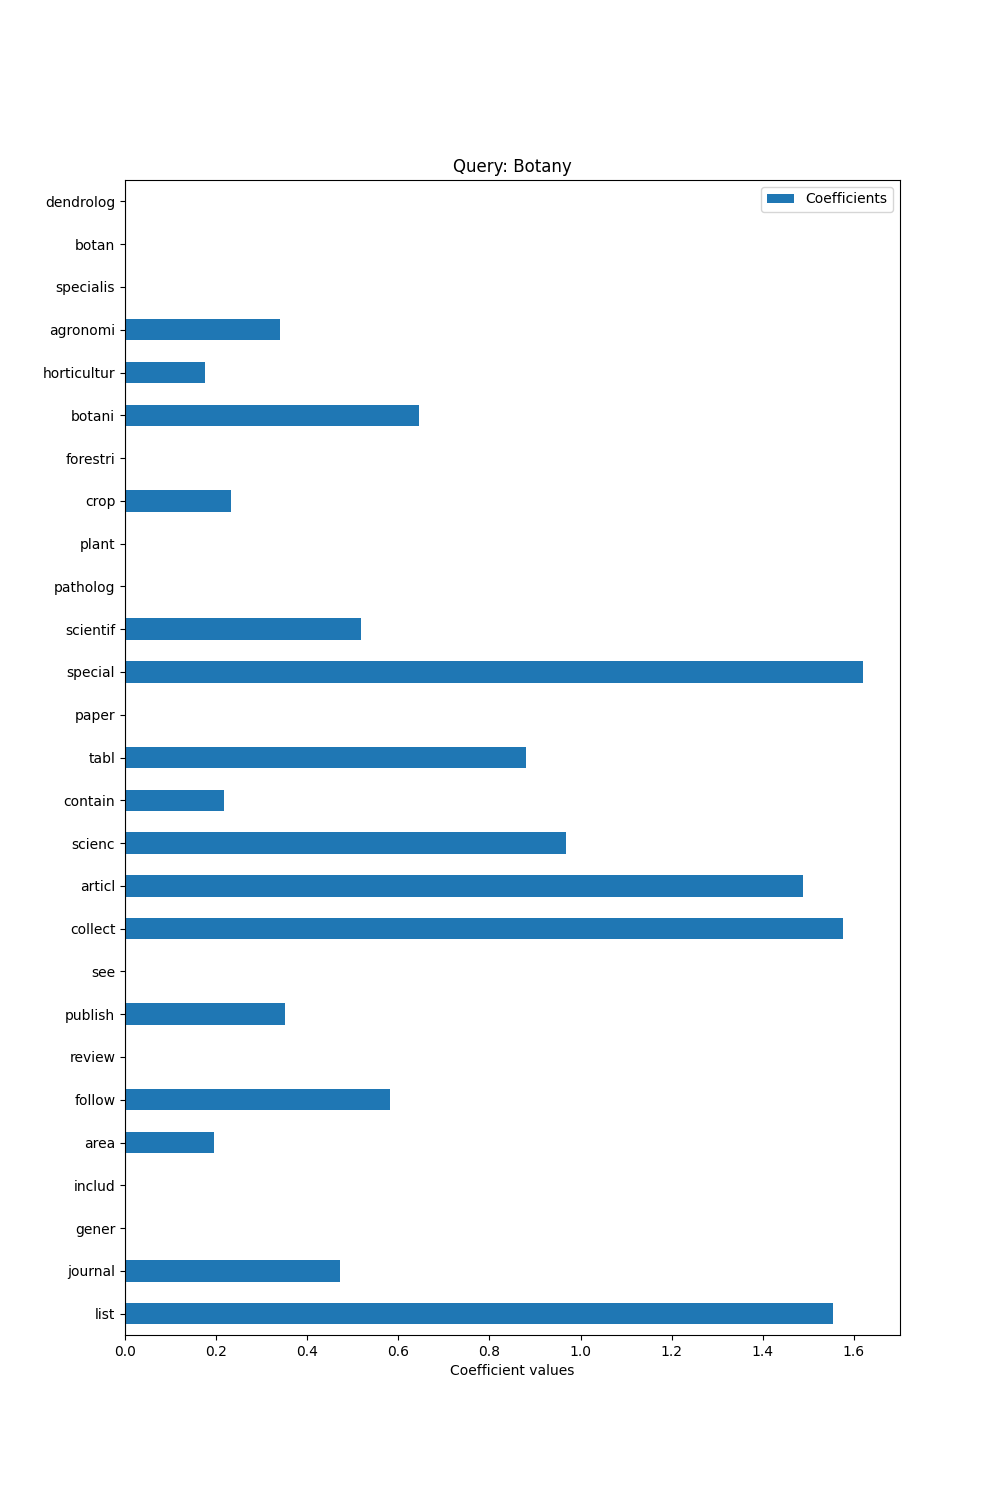 Query: Botany
Coefficients
dendrolog
botan
specialis
agronomi
horticultur
botani
forestri
crop
plant
patholog
scientif
special
paper
tabl
contain
scienc
articl
collect
see
publish
review
follow
area
includ
gener
journal
list
0.0 0.2 0.4 0.6 0.8 1.0 1.2 1.4 1.6
Coefficient values